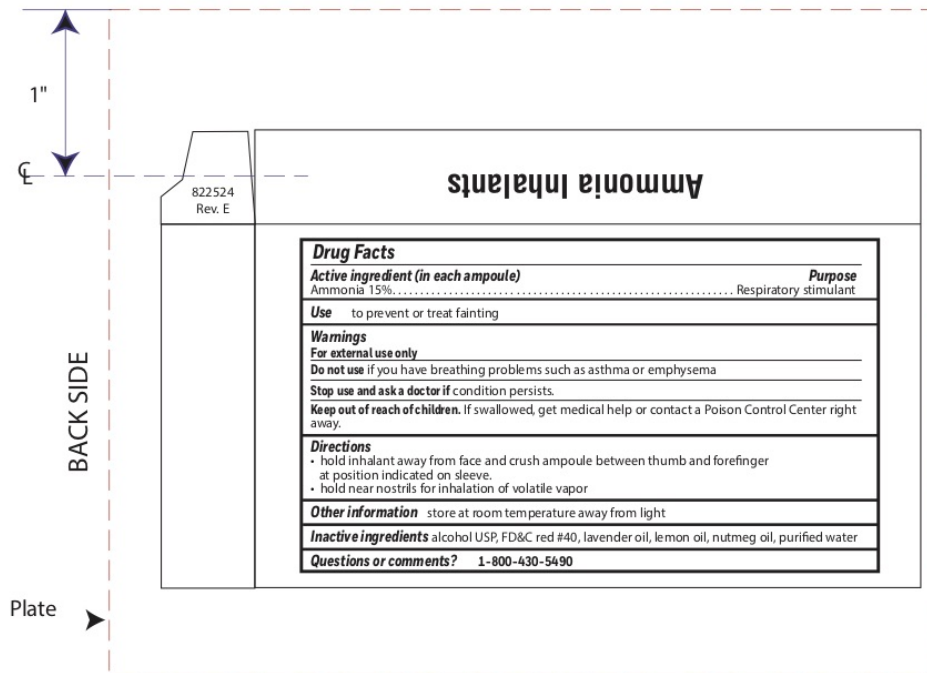 1"
℄
822524
Rev. E
Ammonia Inhalants
Drug Facts
Active ingredient (in each ampoule) Purpose
Ammonia 15%............................................................... Respiratory stimulant
Use to prevent or treat fainting
Warnings
For external use only
Do not use if you have breathing problems such as asthma or emphysema
Stop use and ask a doctor if condition persists.
Keep out of reach of children. If swallowed, get medical help or contact a Poison Control Center right
away.
Directions
• hold inhalant away from face and crush ampoule between thumb and forefinger
at position indicated on sleeve.
• hold near nostrils for inhalation of volatile vapor
Other information store at room temperature away from light
Inactive ingredients alcohol USP, FD&C red #40, lavender oil, lemon oil, nutmeg oil, purified water
Questions or comments? 1-800-430-5490
BACK SIDE
Plate